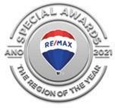 SPECIAL AWARDS
ANO 2021
RE/MAX
THE REGION OF THE YEAR